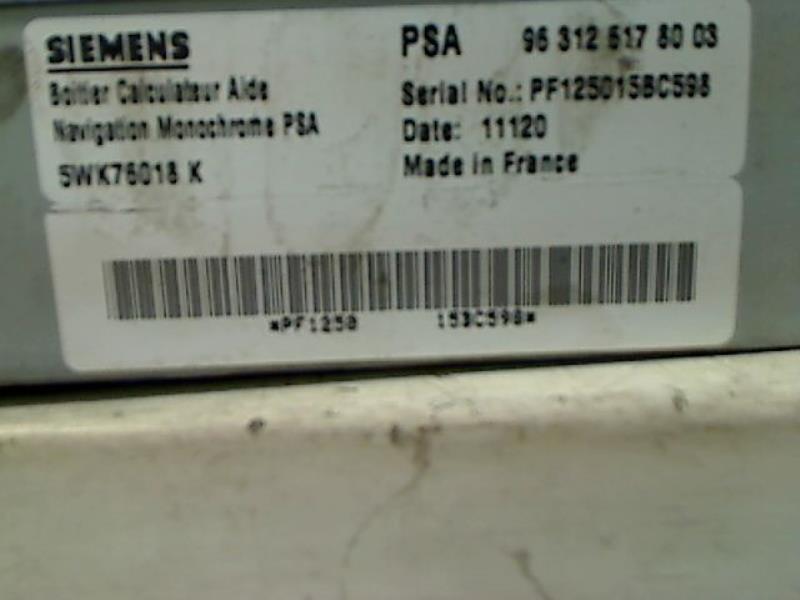 SIEMENS
Boitier Calculateur Aide
Navigation Monochrome PSA
5WK76018 K
PSA 96 312 617 80 03
Serial No.: PF125015BC598
Date: 11120
Made in France
*PF1250 15BC598*